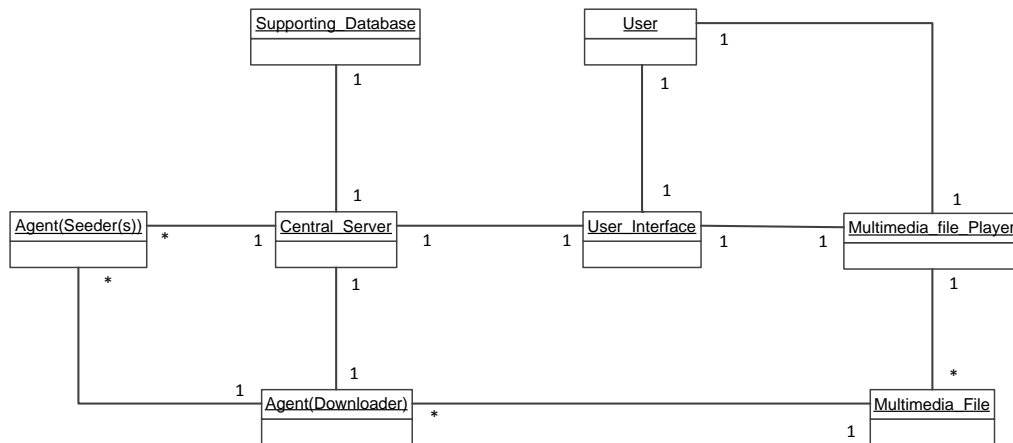 Supporting_Database
User
1
1
1
1
1
1
Agent(Seeder(s))
Central_Server
User_Interface
Multimedia_file_Player
*
1
1
1
1
1
*
1
1
1
1
*
Agent(Downloader)
Multimedia_File
*
1